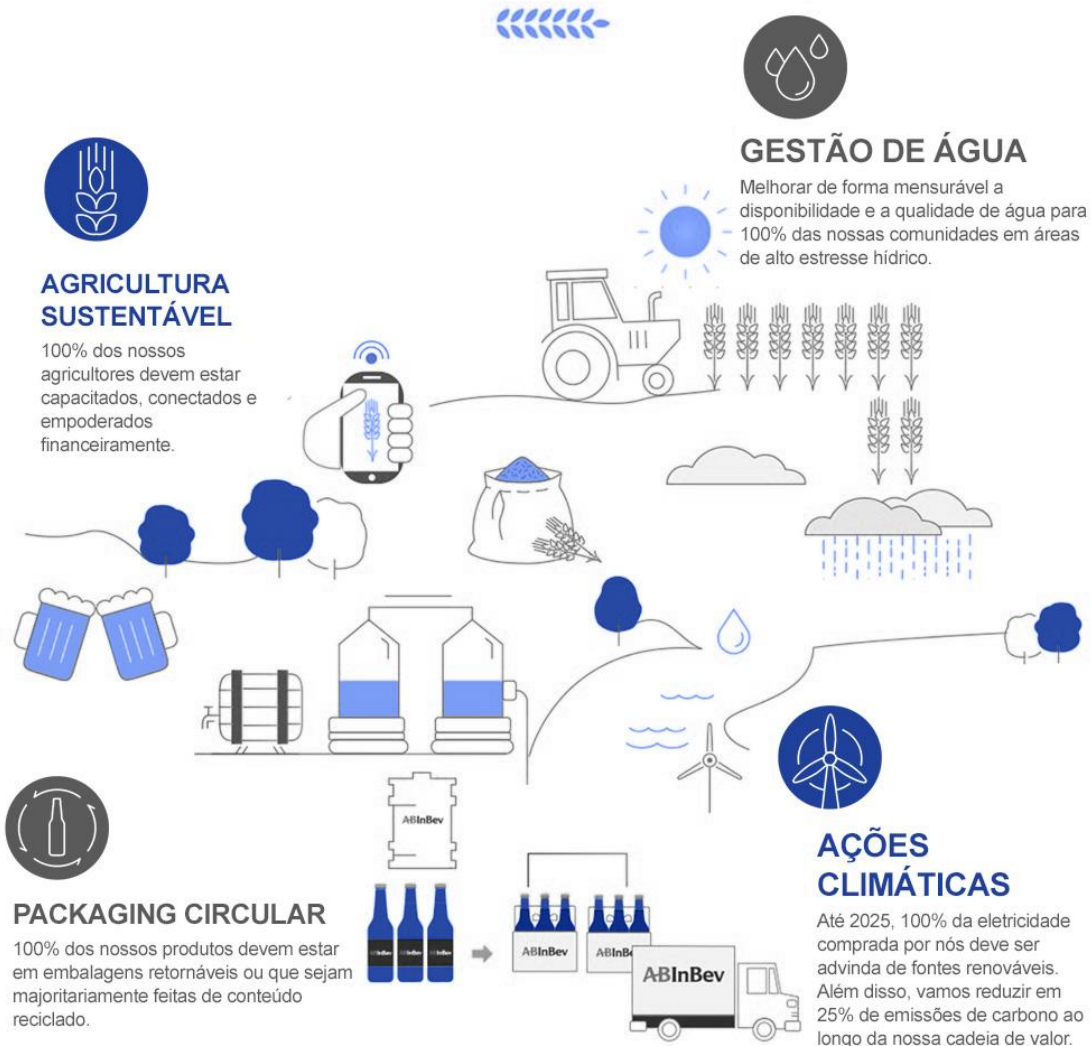 GESTÃO DE ÁGUA
Melhorar de forma mensurável a
disponibilidade e a qualidade de água para
100% das nossas comunidades em áreas
de alto estresse hídrico.
AGRICULTURA
SUSTENTÁVEL
100% dos nossos
agricultores devem estar
capacitados, conectados e
empoderados
financeiramente.
ABInBev
PACKAGING CIRCULAR
100% dos nossos produtos devem estar
em embalagens retornáveis ou que sejam
majoritariamente feitas de conteúdo
reciclado.
ABInBev
ABInBe
ABInBev
AÇÕES
CLIMÁTICAS
Até 2025, 100% da eletricidade
comprada por nós deve ser
advinda de fontes renováveis.
Além disso, vamos reduzir em
25% de emissões de carbono ao
longo da nossa cadeia de valor.